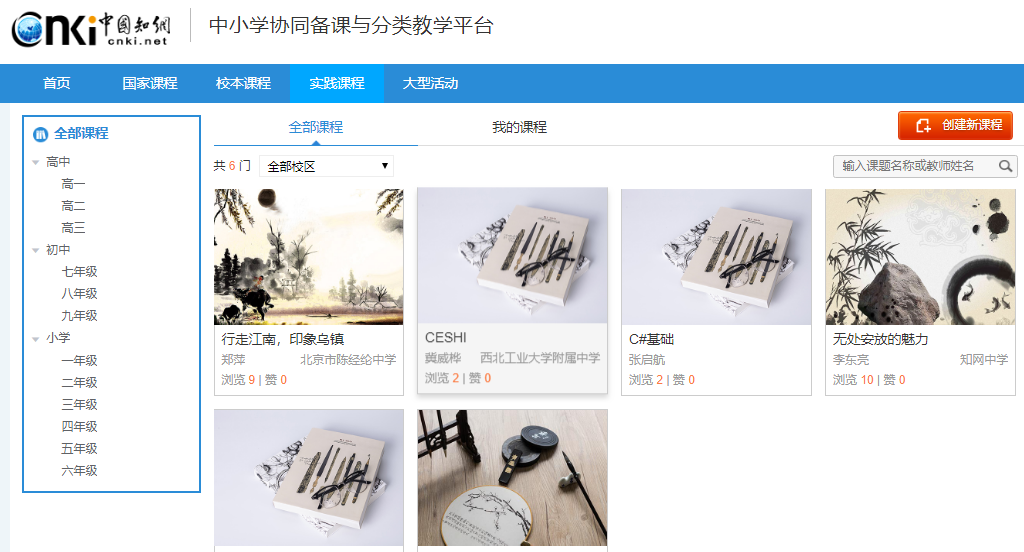 Cnki 中国知網
cnki.net
中小学协同备课与分类教学平台
首页 国家课程 校本课程 实践课程 大型活动
全部课程
高中
高一
高二
高三
初中
七年级
八年级
九年级
小学
一年级
二年级
三年级
四年级
五年级
六年级
全部课程 我的课程 创建新课程
共 6 门 全部校区 输入课题名称或教师姓名
行走江南，印象乌镇
郑萍 北京市陈经纶中学
浏览 9 | 赞 0
CESHI
冀威桦 西北工业大学附属中学
浏览 2 | 赞 0
C#基础
张启航
浏览 2 | 赞 0
无处安放的魅力
李东亮 知网中学
浏览 10 | 赞 0